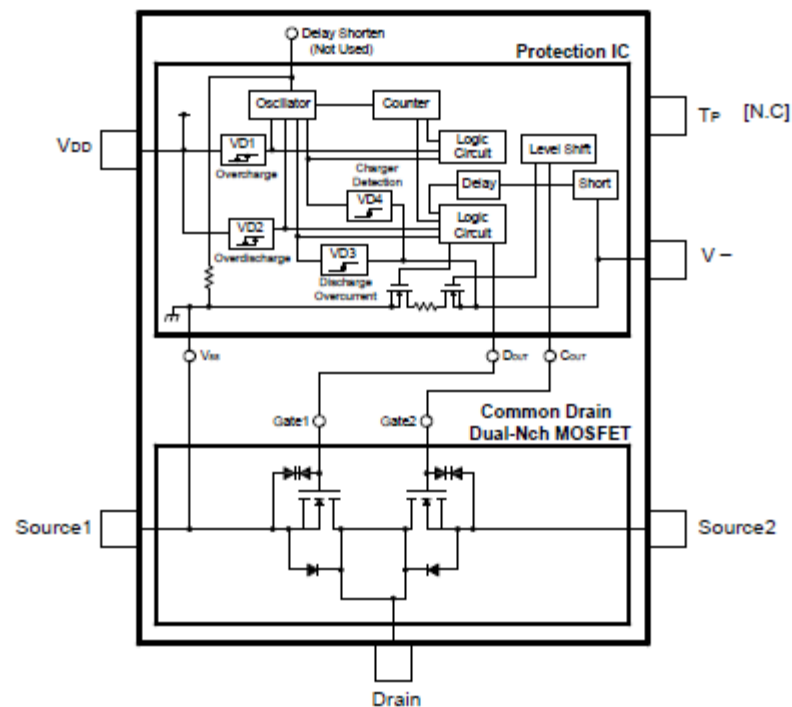 Delay Shorten
(Not Used)
Protection IC
Oscillator
Counter
TP [N.C]
Logic
Circuit
Level Shift
VDD
VD1
Overcharge
Charger
Detection
Delay
Short
VD4
VD2
Overdischarge
Logic
Circuit
VD3
Discharge
Overcurrent
V –
VSS
DOUT
COUT
Common Drain
Dual-Nch MOSFET
Gate1
Gate2
Source1
Source2
Drain